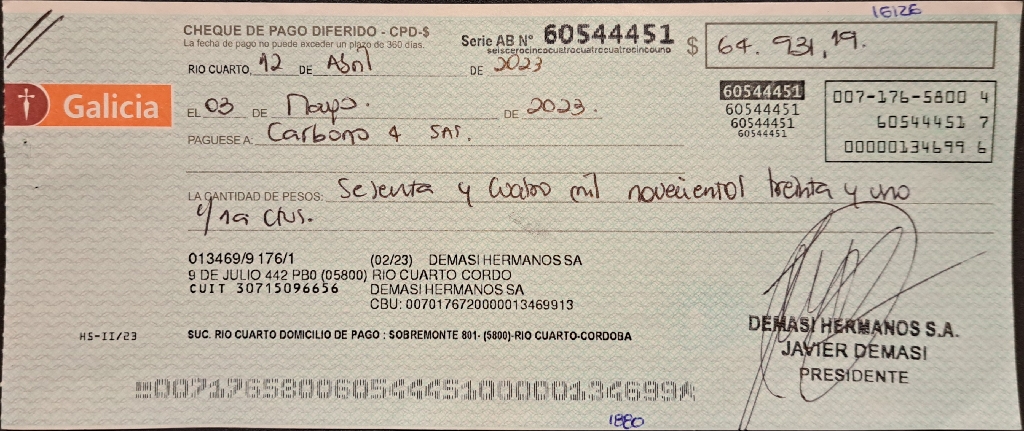 16126
CHEQUE DE PAGO DIFERIDO - CPD-$
La fecha de pago no puede exceder un plazo de 360 días.
Serie AB Nº 60544451
seiscerocincocuatrocuatrocuatrocincouno
$ 64.931,19.
RIO CUARTO, 12 DE Abril DE 2023
Galicia
EL 03 DE Mayo. DE 2023.
60544451
60544451
60544451
60544451
007-176-5800 4
60544451 7
00000134699 6
PAGUESE A: Carbono 4 SAS.
LA CANTIDAD DE PESOS: Sesenta y cuatro mil novecientos treinta y uno
c/ 19 ctvs.
013469/9 176/1 (02/23) DEMASI HERMANOS SA
9 DE JULIO 442 PB0 (05800) RIO CUARTO CORDO
CUIT 30715096656 DEMASI HERMANOS SA
CBU: 0070176720000013469913
HS-II/23
SUC. RIO CUARTO DOMICILIO DE PAGO : SOBREMONTE 801- (5800)-RIO CUARTO-CORDOBA
DEMASI HERMANOS S.A.
JAVIER DEMASI
PRESIDENTE
00717658006054445100000134699
1880